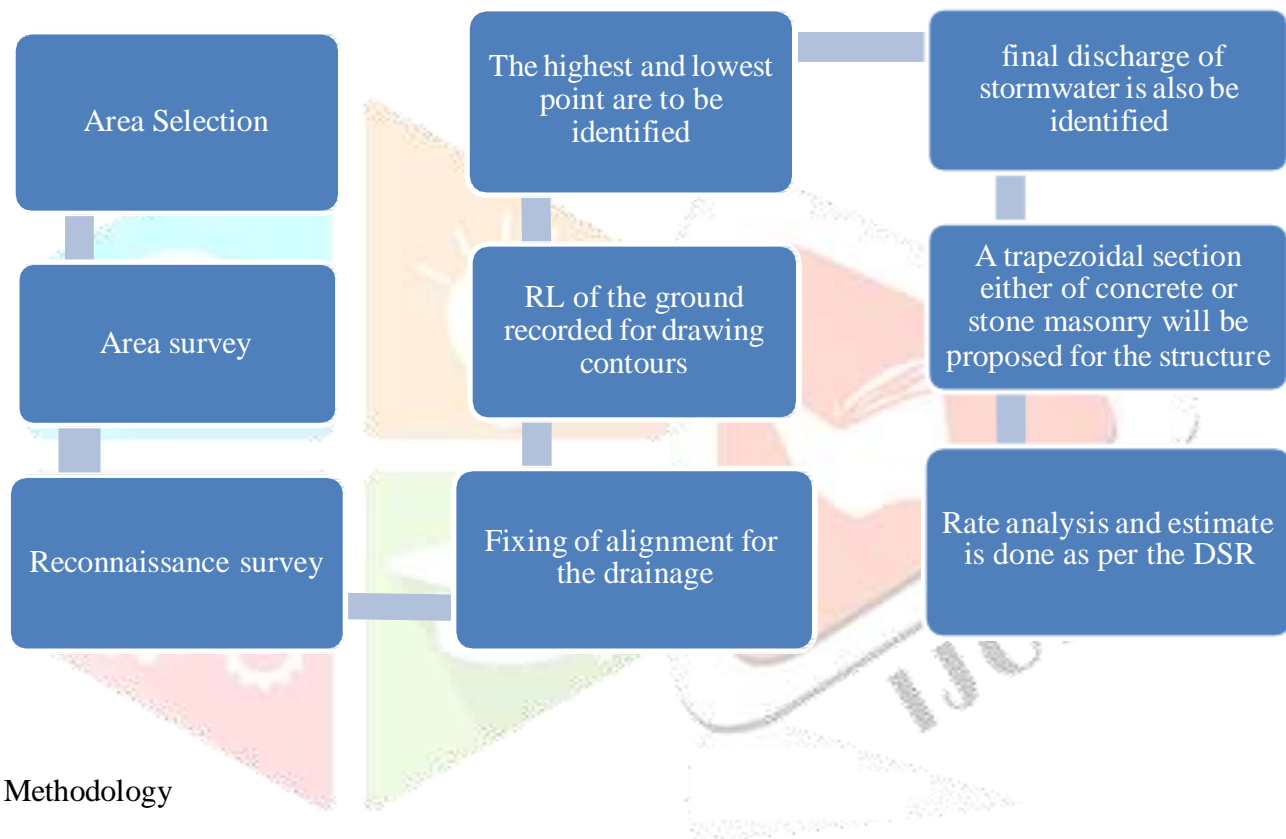 Area Selection
Area survey
Reconnaissance survey
Fixing of alignment for
the drainage
RL of the ground
recorded for drawing
contours
The highest and lowest
point are to be
identified
final discharge of
stormwater is also be
identified
A trapezoidal section
either of concrete or
stone masonry will be
proposed for the structure
Rate analysis and estimate
is done as per the DSR
Methodology